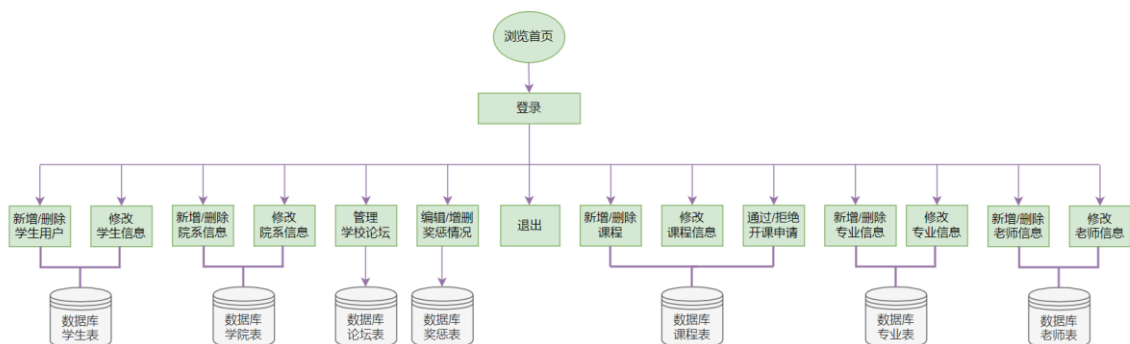 浏览首页
登录
新增/删除
学生用户
修改
学生信息
新增/删除
院系信息
修改
院系信息
管理
学校论坛
编辑/增删
奖惩情况
退出
新增/删除
课程
修改
课程信息
通过/拒绝
开课申请
新增/删除
专业信息
修改
专业信息
新增/删除
老师信息
修改
老师信息
数据库
学生表
数据库
学院表
数据库
论坛表
数据库
奖惩表
数据库
课程表
数据库
专业表
数据库
老师表